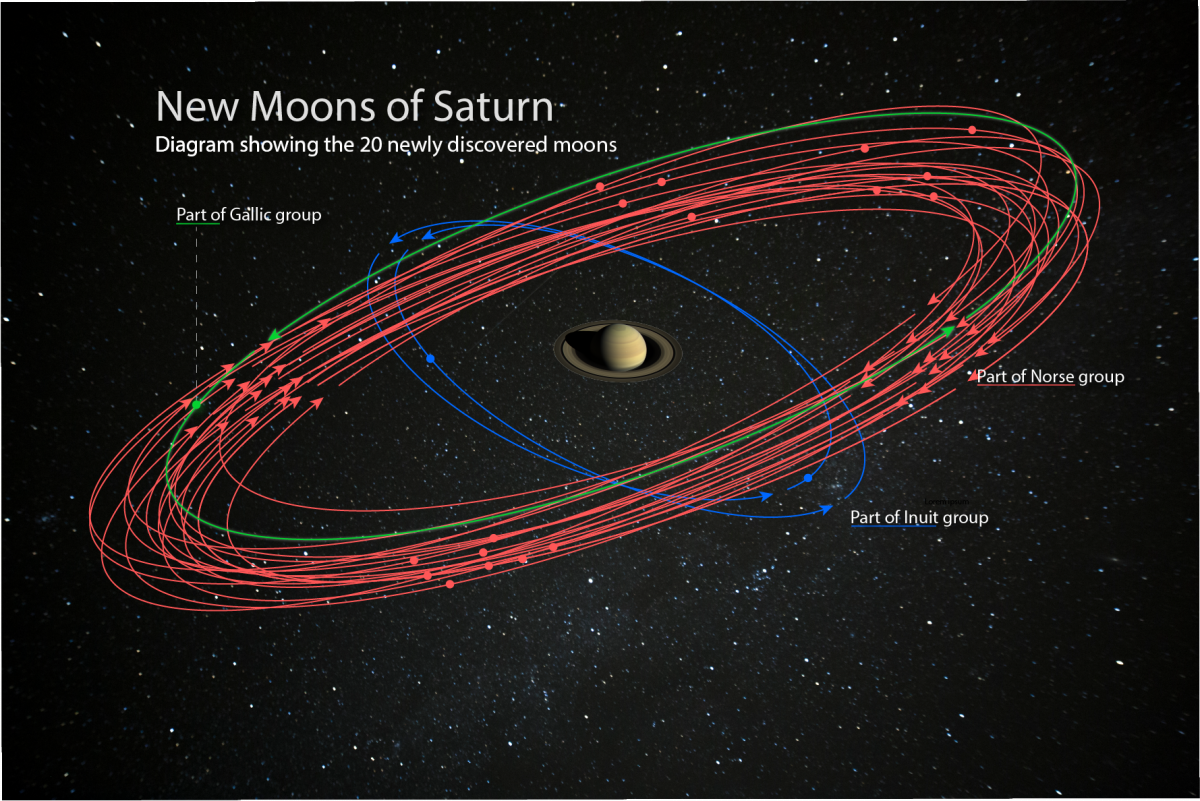 New Moons of Saturn
Diagram showing the 20 newly discovered moons
Part of Gallic group
Part of Norse group
Part of Inuit group